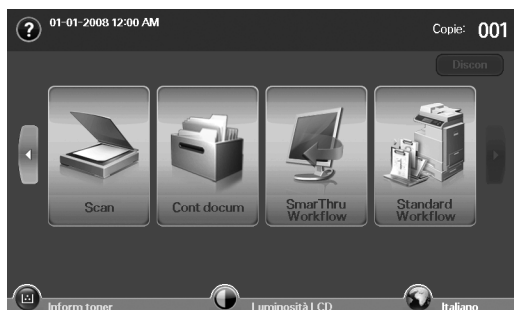 01-01-2008 12:00 AM
Copie: 001
Discon
Scan
Cont docum
SmarThru
Workflow
Standard
Workflow
Inform toner
Luminosità LCD
Italiano